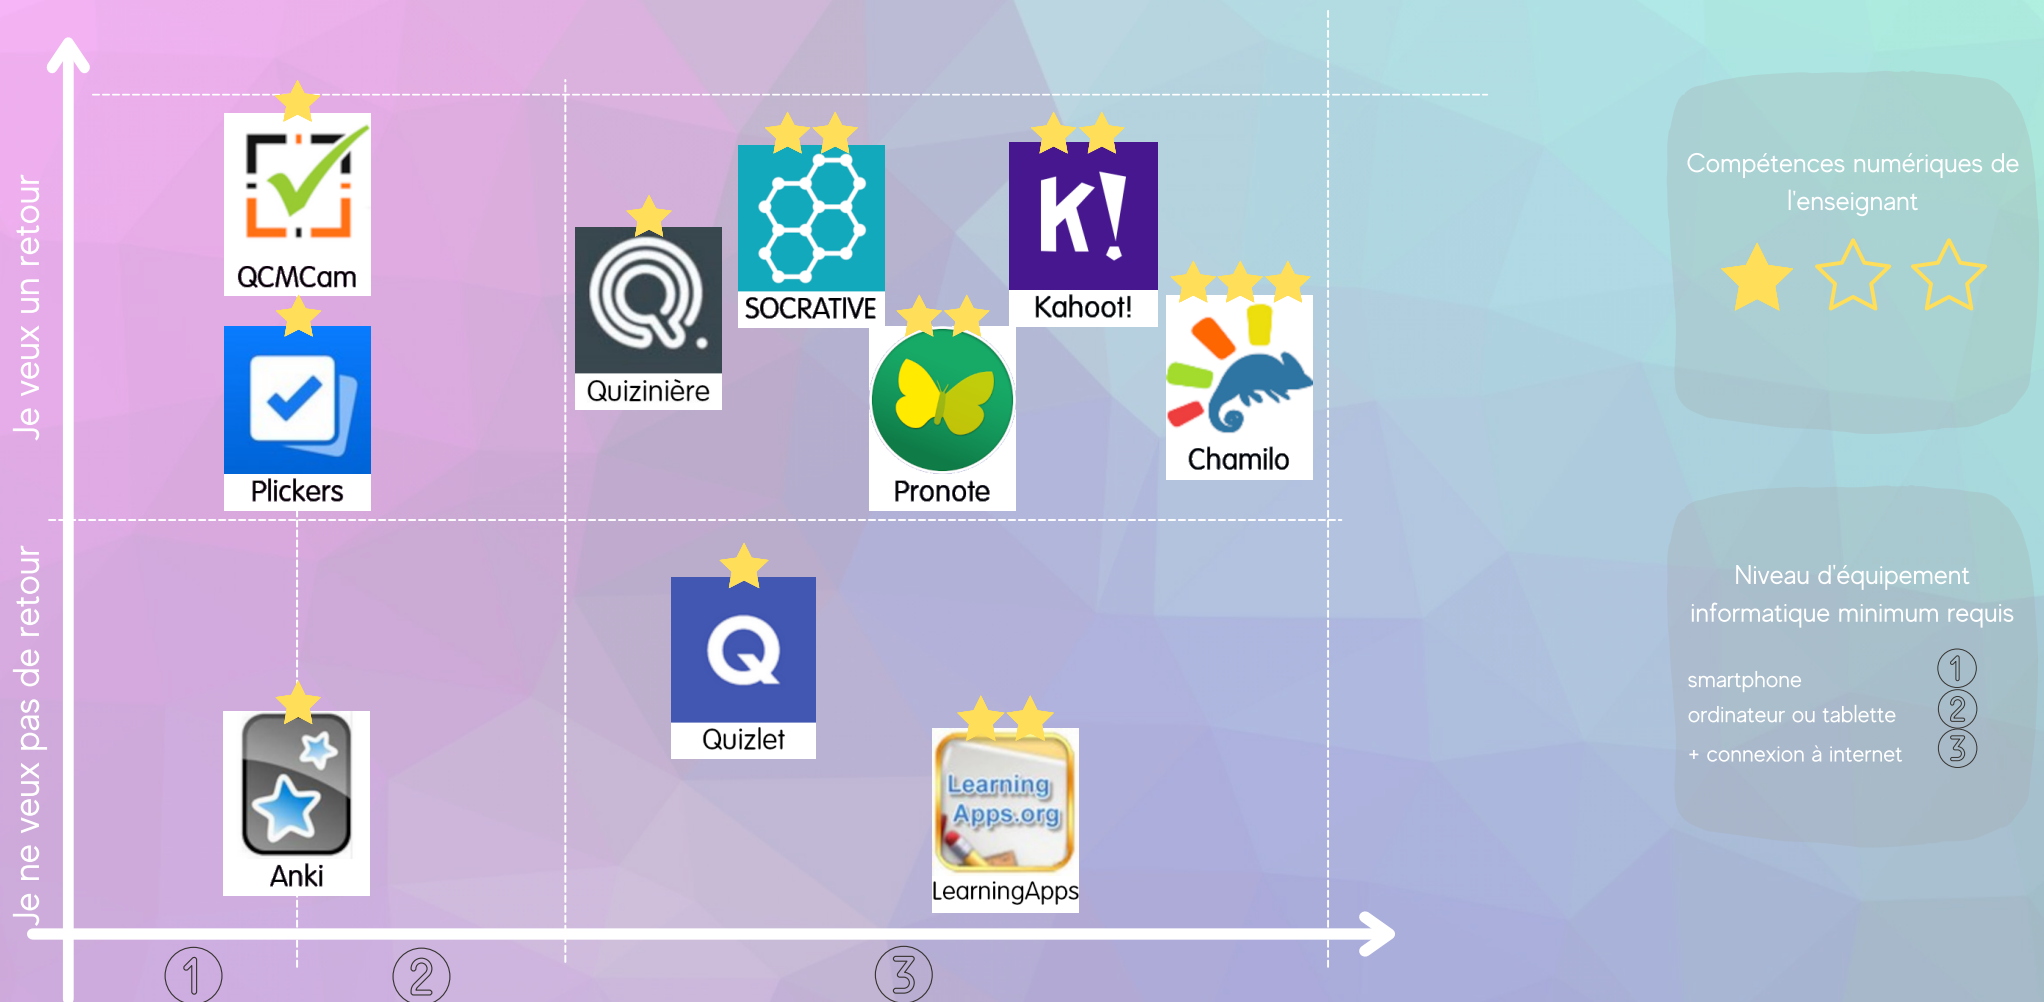 Je veux un retour
Je ne veux pas de retour
QCMCam
Plickers
Quizinière
SOCRATIVE
Pronote
K!
Kahoot!
Chamilo
Anki
Q
Quizlet
Learning
Apps.org
LearningApps
1
2
3
Compétences numériques de
l'enseignant
Niveau d'équipement
informatique minimum requis
smartphone 1
ordinateur ou tablette 2
+ connexion à internet 3